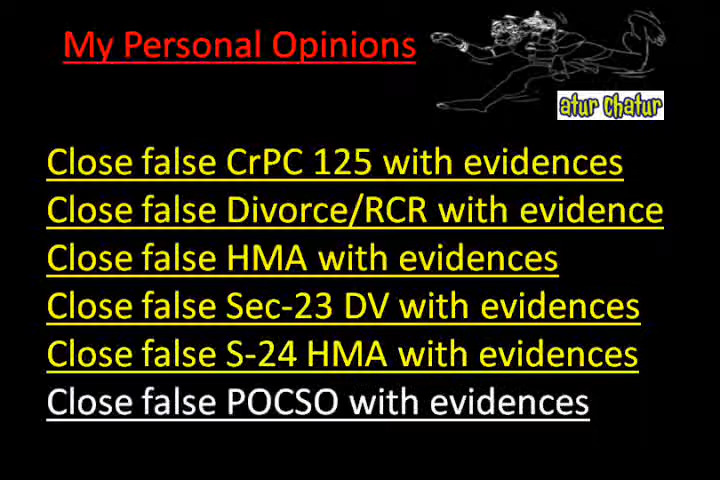 My Personal Opinions
atur Chatur
Close false CrPC 125 with evidences
Close false Divorce/RCR with evidence
Close false HMA with evidences
Close false Sec-23 DV with evidences
Close false S-24 HMA with evidences
Close false POCSO with evidences